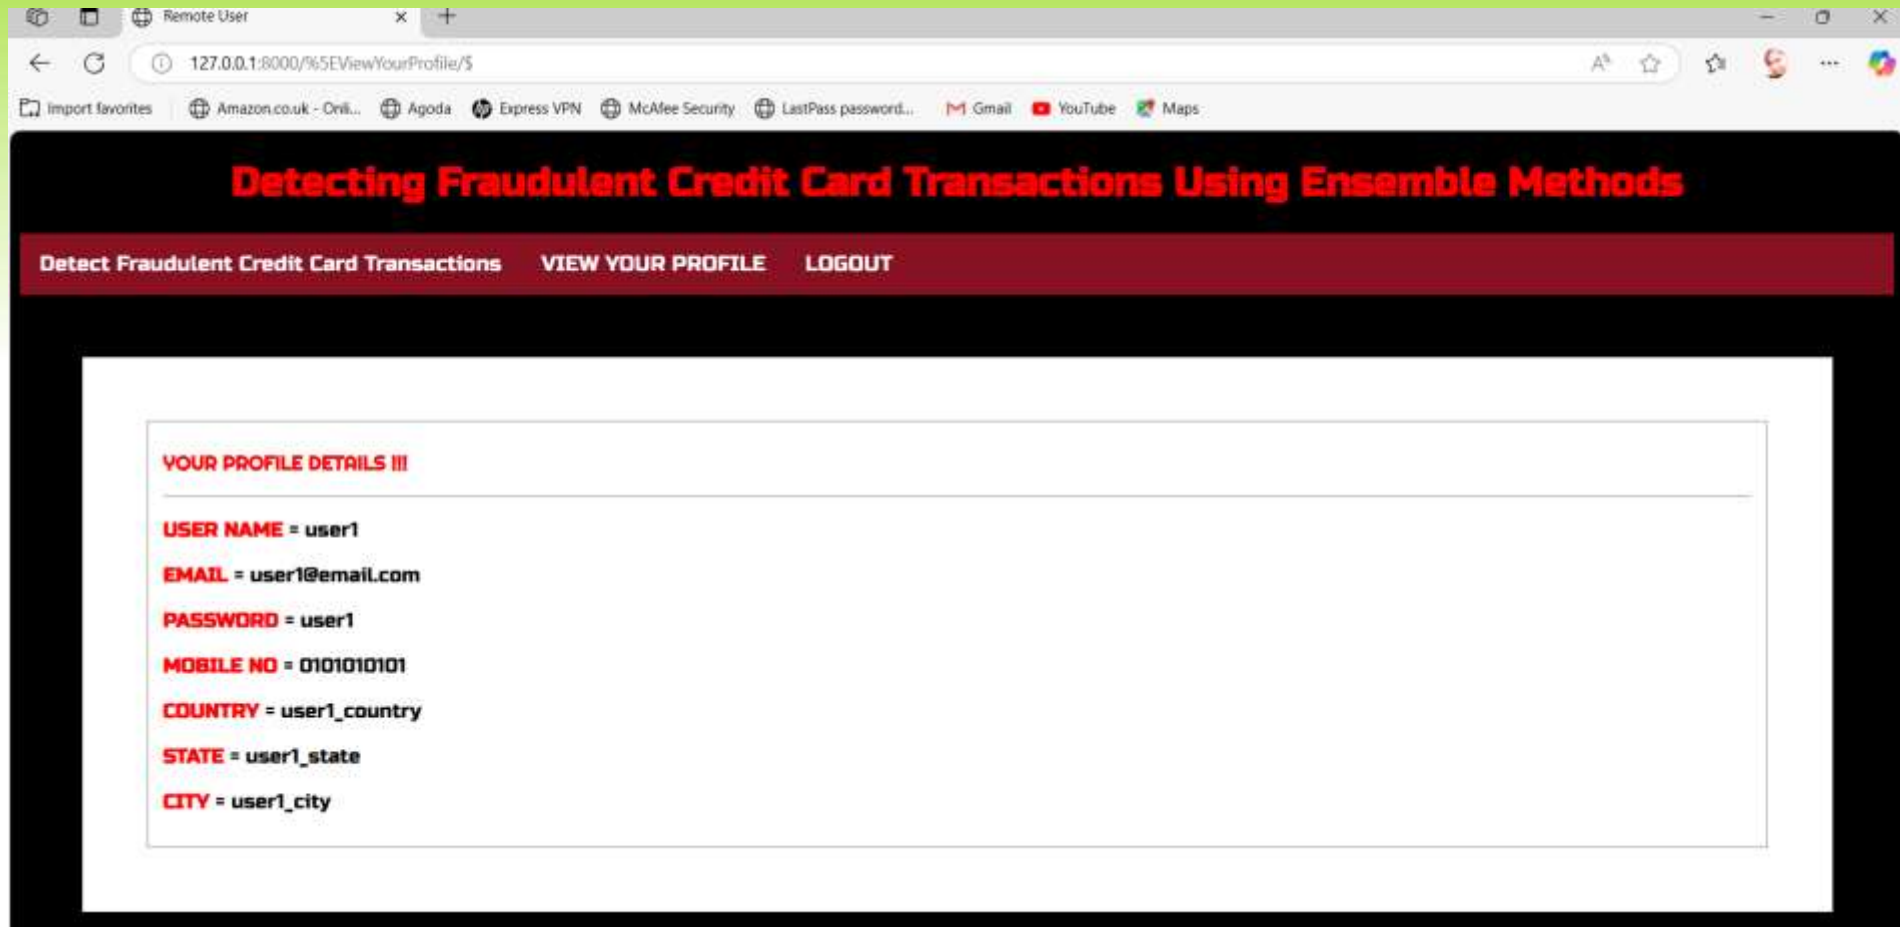 Remote User
127.0.0.1:8000/%5EViewYourProfile/$
Import favorites Amazon.co.uk - Onli... Agoda Express VPN McAfee Security LastPass password... Gmail YouTube Maps
Detecting Fraudulent Credit Card Transactions Using Ensemble Methods
Detect Fraudulent Credit Card Transactions VIEW YOUR PROFILE LOGOUT
YOUR PROFILE DETAILS !!!
USER NAME = user1
EMAIL = user1@email.com
PASSWORD = user1
MOBILE NO = 0101010101
COUNTRY = user1_country
STATE = user1_state
CITY = user1_city